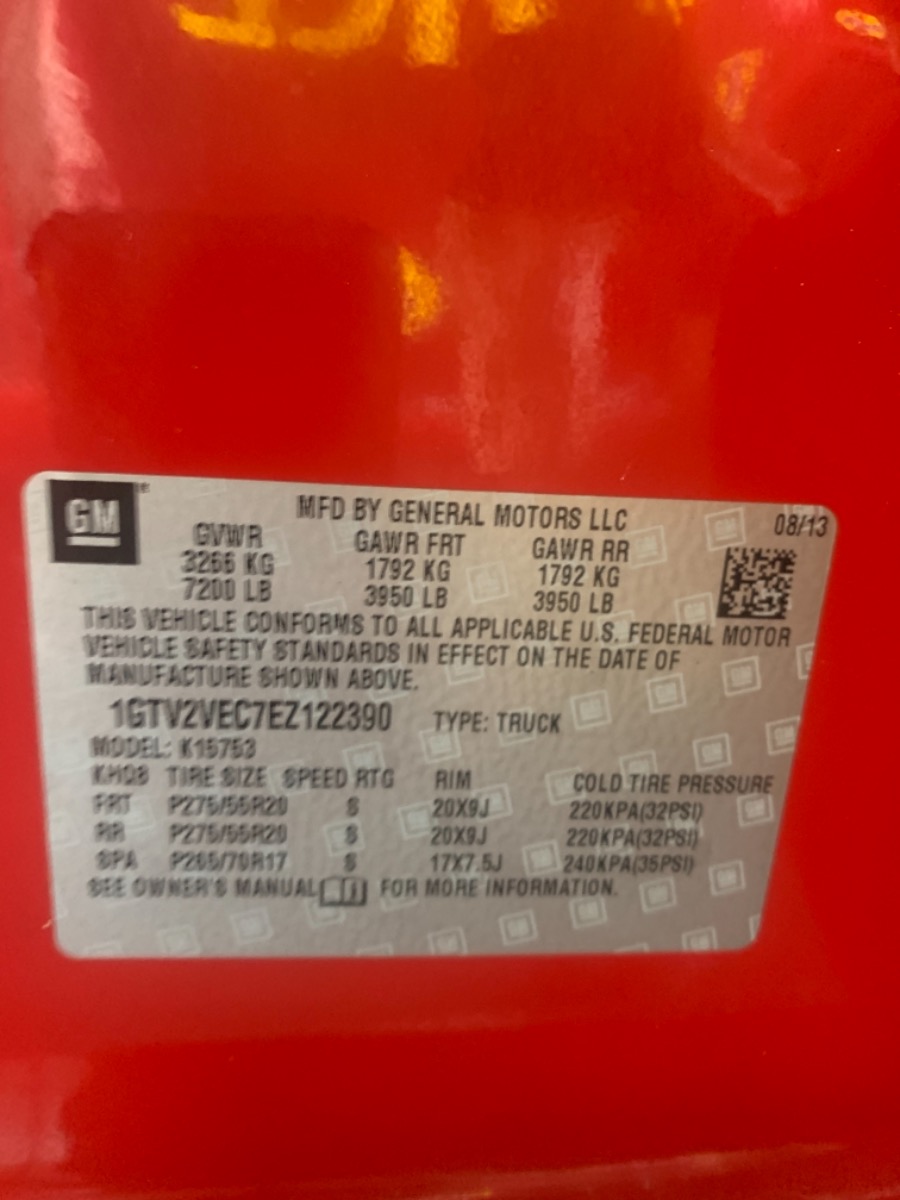 GM
MFD BY GENERAL MOTORS LLC 08/13
GVWR GAWR FRT GAWR RR
3266 KG 1792 KG 1792 KG
7200 LB 3950 LB 3950 LB
THIS VEHICLE CONFORMS TO ALL APPLICABLE U.S. FEDERAL MOTOR
VEHICLE SAFETY STANDARDS IN EFFECT ON THE DATE OF
MANUFACTURE SHOWN ABOVE.
1GTV2VEC7EZ122390 TYPE: TRUCK
MODEL: K15753
TIRE SIZE SPEED RTG RIM COLD TIRE PRESSURE
FRT P275/55R20 S 20X9J 220KPA(32PSI)
RR P275/55R20 S 20X9J 220KPA(32PSI)
SPA P265/70R17 S 17X7.5J 240KPA(35PSI)
SEE OWNER'S MANUAL FOR MORE INFORMATION.